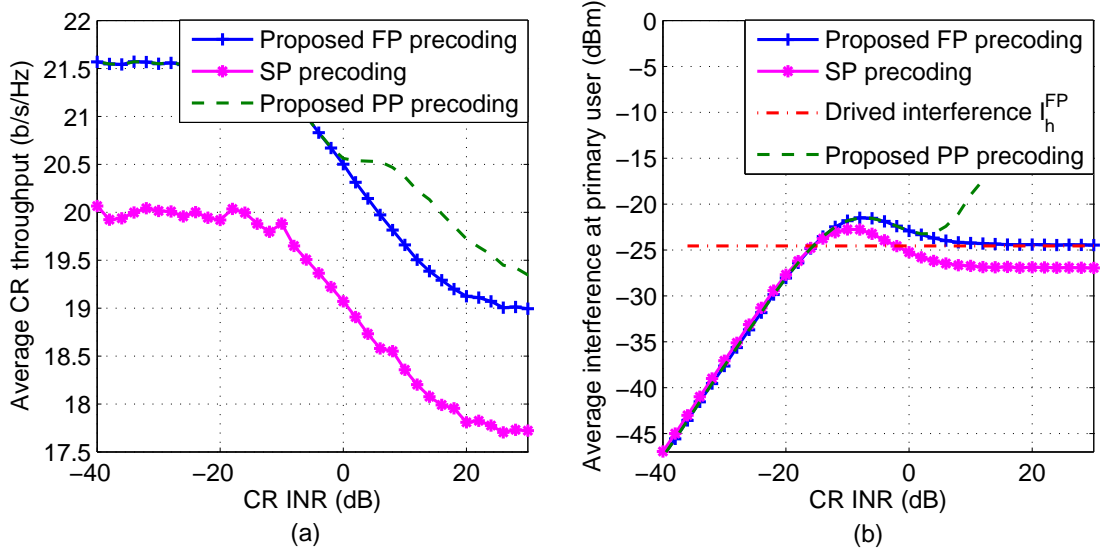 22
21.5
21
20.5
20
19.5
19
18.5
18
17.5
−40
−20
0
20
Average CR throughput (b/s/Hz)
CR INR (dB)
Proposed FP precoding
SP precoding
Proposed PP precoding
(a)
0
−5
−10
−15
−20
−25
−30
−35
−40
−45
−40
−20
0
20
Average interference at primary user (dBm)
CR INR (dB)
Proposed FP precoding
SP precoding
Drived interference I_h^FP
Proposed PP precoding
(b)